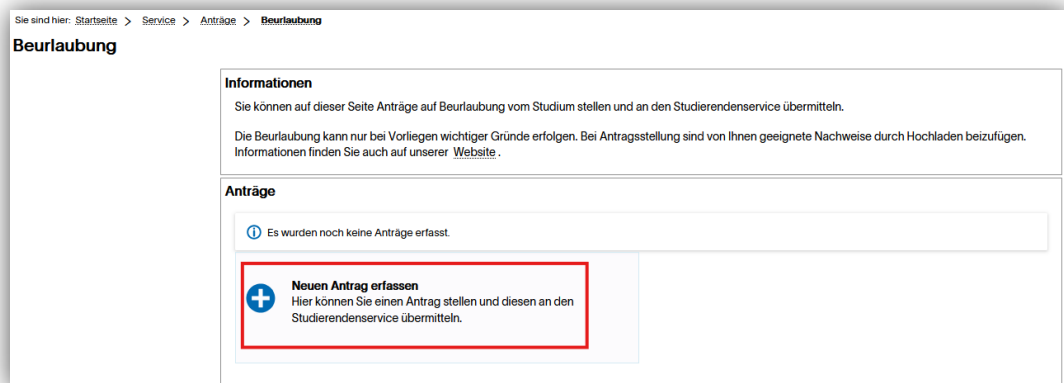 Sie sind hier: Startseite > Service > Anträge > Beurlaubung
Beurlaubung
Informationen
Sie können auf dieser Seite Anträge auf Beurlaubung vom Studium stellen und an den Studierendenservice übermitteln.
Die Beurlaubung kann nur bei Vorliegen wichtiger Gründe erfolgen. Bei Antragsstellung sind von Ihnen geeignete Nachweise durch Hochladen beizufügen.
Informationen finden Sie auch auf unserer Website .
Anträge
Es wurden noch keine Anträge erfasst.
Neuen Antrag erfassen
Hier können Sie einen Antrag stellen und diesen an den
Studierendenservice übermitteln.